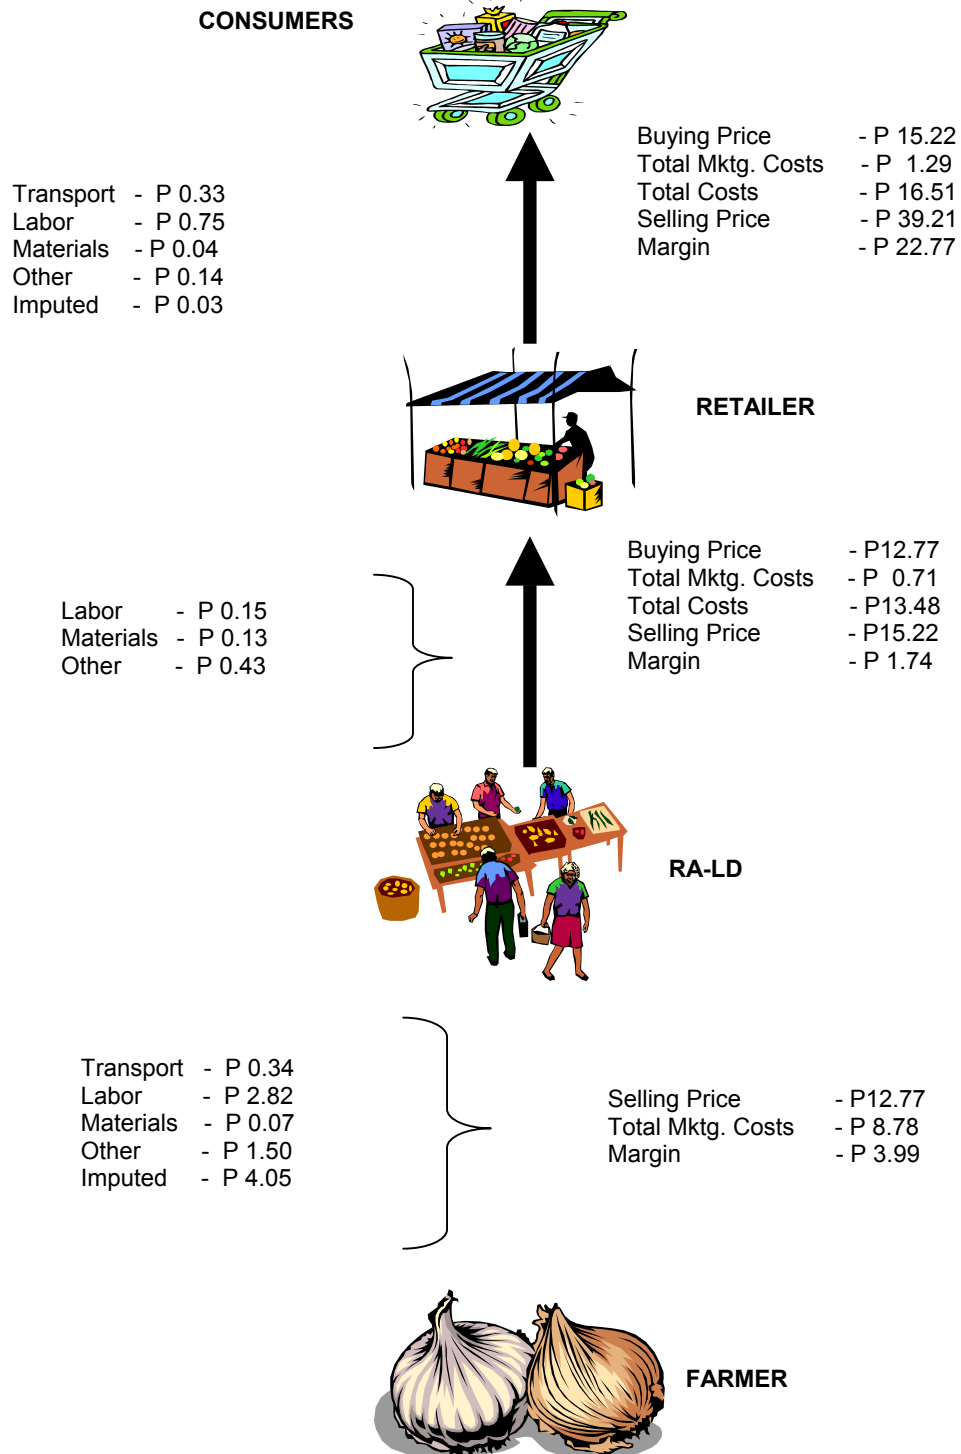 CONSUMERS
Buying Price - P 15.22
Total Mktg. Costs - P 1.29
Total Costs - P 16.51
Selling Price - P 39.21
Margin - P 22.77
Transport - P 0.33
Labor - P 0.75
Materials - P 0.04
Other - P 0.14
Imputed - P 0.03
RETAILER
Buying Price - P12.77
Total Mktg. Costs - P 0.71
Total Costs - P13.48
Selling Price - P15.22
Margin - P 1.74
Labor - P 0.15
Materials - P 0.13
Other - P 0.43
RA-LD
Transport - P 0.34
Labor - P 2.82
Materials - P 0.07
Other - P 1.50
Imputed - P 4.05
Selling Price - P12.77
Total Mktg. Costs - P 8.78
Margin - P 3.99
FARMER